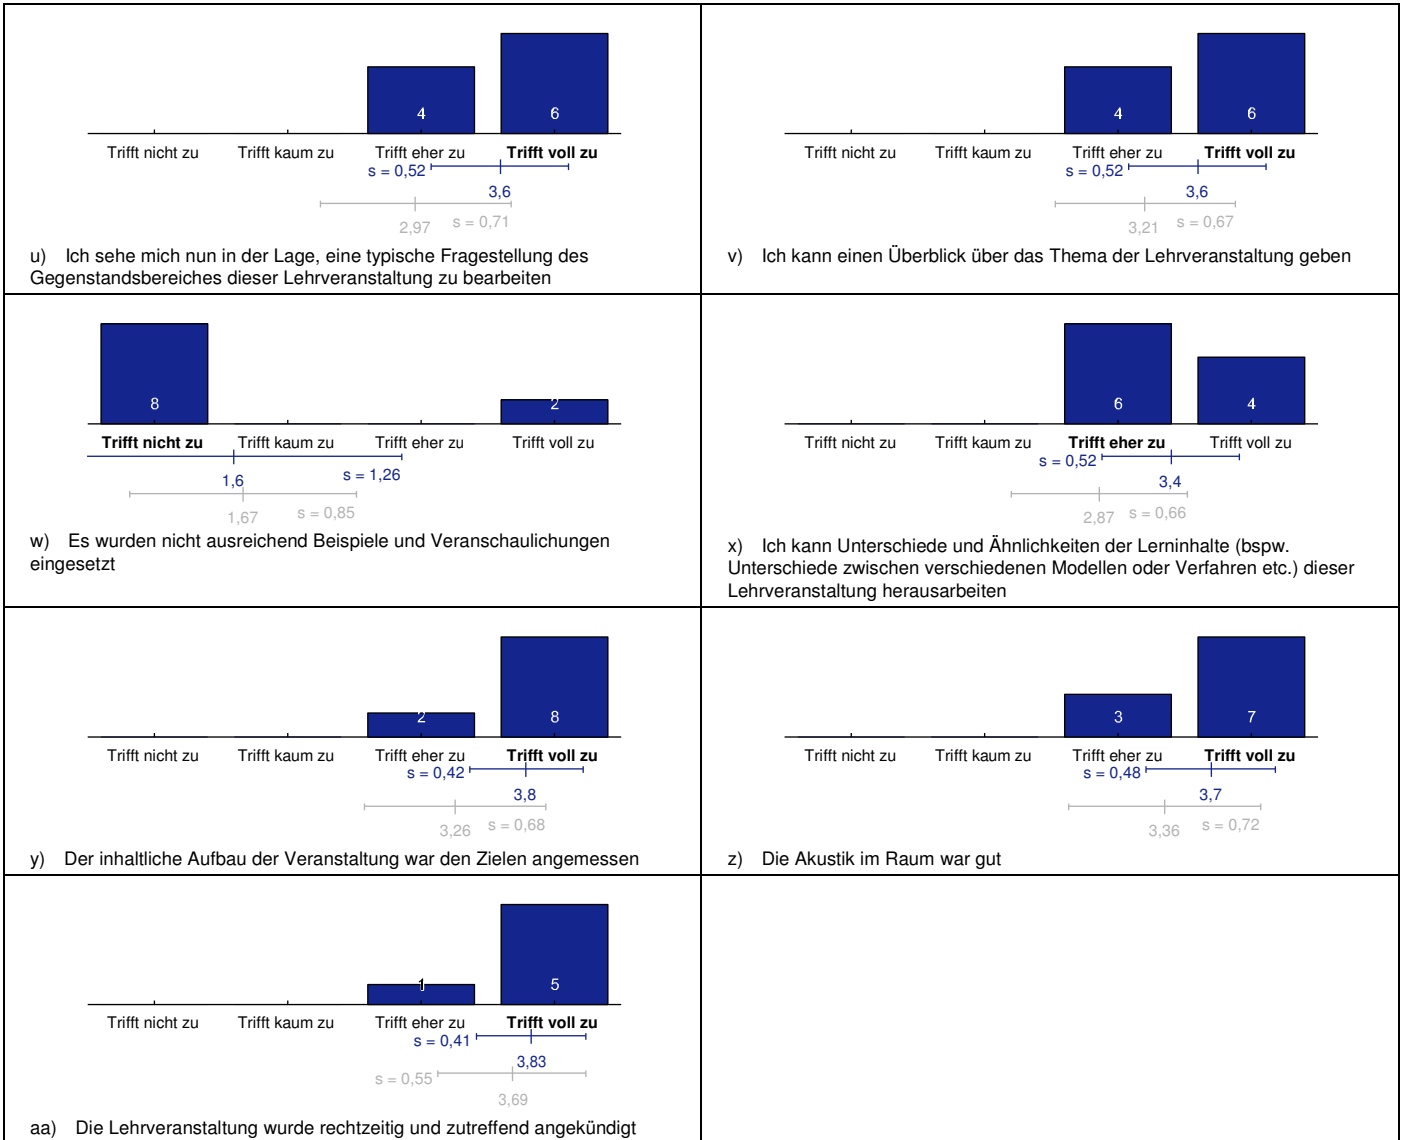 4 6
Trifft nicht zu Trifft kaum zu Trifft eher zu Trifft voll zu
s = 0,52
3,6
2,97 s = 0,71
u) Ich sehe mich nun in der Lage, eine typische Fragestellung des
Gegenstandsbereiches dieser Lehrveranstaltung zu bearbeiten
4 6
Trifft nicht zu Trifft kaum zu Trifft eher zu Trifft voll zu
s = 0,52
3,6
3,21 s = 0,67
v) Ich kann einen Überblick über das Thema der Lehrveranstaltung geben
8 2
Trifft nicht zu Trifft kaum zu Trifft eher zu Trifft voll zu
1,6 s = 1,26
1,67 s = 0,85
w) Es wurden nicht ausreichend Beispiele und Veranschaulichungen
eingesetzt
6 4
Trifft nicht zu Trifft kaum zu Trifft eher zu Trifft voll zu
s = 0,52
3,4
2,87 s = 0,66
x) Ich kann Unterschiede und Ähnlichkeiten der Lerninhalte (bspw.
Unterschiede zwischen verschiedenen Modellen oder Verfahren etc.) dieser
Lehrveranstaltung herausarbeiten
2 8
Trifft nicht zu Trifft kaum zu Trifft eher zu Trifft voll zu
s = 0,42
3,8
3,26 s = 0,68
y) Der inhaltliche Aufbau der Veranstaltung war den Zielen angemessen
3 7
Trifft nicht zu Trifft kaum zu Trifft eher zu Trifft voll zu
s = 0,48
3,7
3,36 s = 0,72
z) Die Akustik im Raum war gut
1 5
Trifft nicht zu Trifft kaum zu Trifft eher zu Trifft voll zu
s = 0,41
3,83
s = 0,55
3,69
aa) Die Lehrveranstaltung wurde rechtzeitig und zutreffend angekündigt